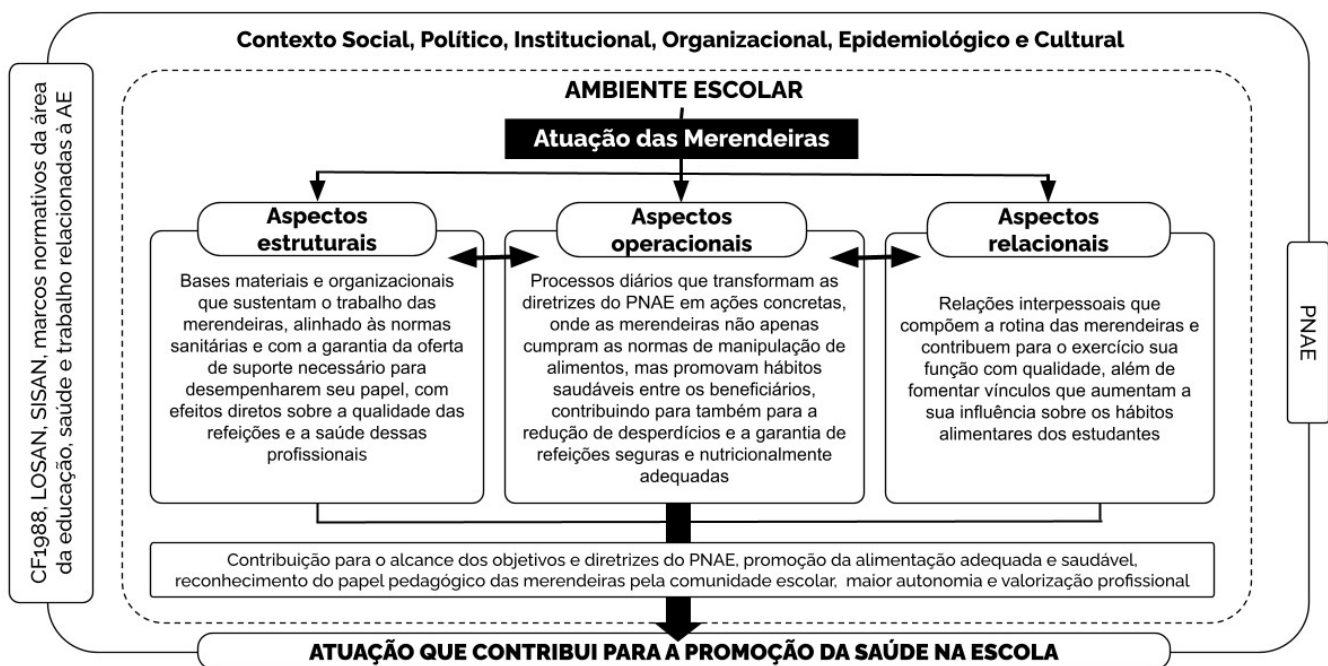 Contexto Social, Político, Institucional, Organizacional, Epidemiológico e Cultural
CF1988, LOSAN, SISAN, marcos normativos da área
da educação, saúde e trabalho relacionadas à AE
AMBIENTE ESCOLAR
Atuação das Merendeiras
Aspectos
estruturais
Bases materiais e organizacionais
que sustentam o trabalho das
merendeiras, alinhado às normas
sanitárias e com a garantia da oferta
de suporte necessário para
desempenharem seu papel, com
efeitos diretos sobre a qualidade das
refeições e a saúde dessas
profissionais
Aspectos
operacionais
Processos diários que transformam as
diretrizes do PNAE em ações concretas,
onde as merendeiras não apenas
cumpram as normas de manipulação de
alimentos, mas promovam hábitos
saudáveis entre os beneficiários,
contribuindo para também para a
redução de desperdícios e a garantia de
refeições seguras e nutricionalmente
adequadas
Aspectos
relacionais
Relações interpessoais que
compõem a rotina das merendeiras e
contribuem para o exercício sua
função com qualidade, além de
fomentar vínculos que aumentam a
sua influência sobre os hábitos
alimentares dos estudantes
PNAE
Contribuição para o alcance dos objetivos e diretrizes do PNAE, promoção da alimentação adequada e saudável,
reconhecimento do papel pedagógico das merendeiras pela comunidade escolar, maior autonomia e valorização profissional
ATUAÇÃO QUE CONTRIBUI PARA A PROMOÇÃO DA SAÚDE NA ESCOLA